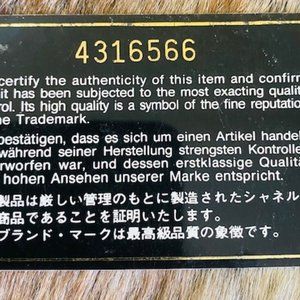 4316566
certify the authenticity of this item and confirm
it has been subjected to the most exacting quality
rol. Its high quality is a symbol of the fine reputation
e Trademark.
bestätigen, dass es sich um einen Artikel handelt
während seiner Herstellung strengsten Kontrollen
erworfen war, und dessen erstklassige Qualität
hohen Ansehen unserer Marke entspricht.
製品は厳しい管理のもとに製造されたシャネル
商品であることを証明いたします。
ブランド・マークは最高級品質の象徴です。